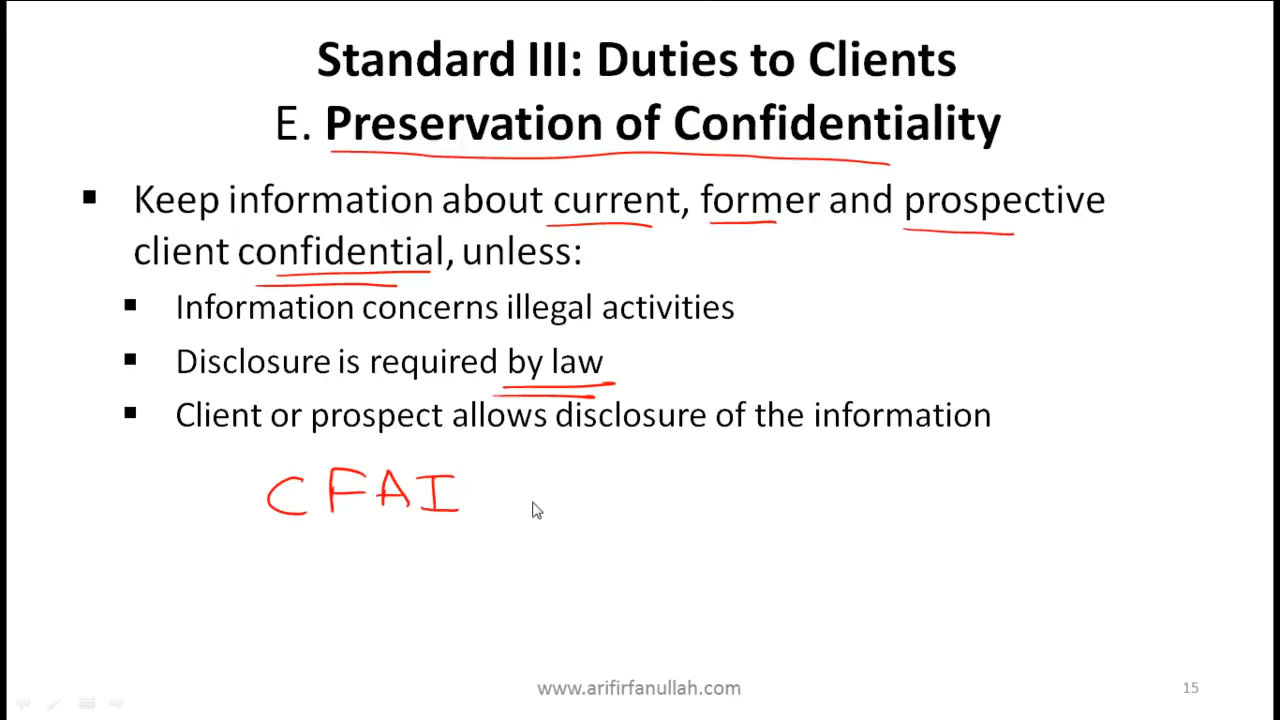 Standard III: Duties to Clients
E. Preservation of Confidentiality
▪ Keep information about current, former and prospective
client confidential, unless:
▪ Information concerns illegal activities
▪ Disclosure is required by law
▪ Client or prospect allows disclosure of the information
CFAI
www.arifirfanullah.com
15